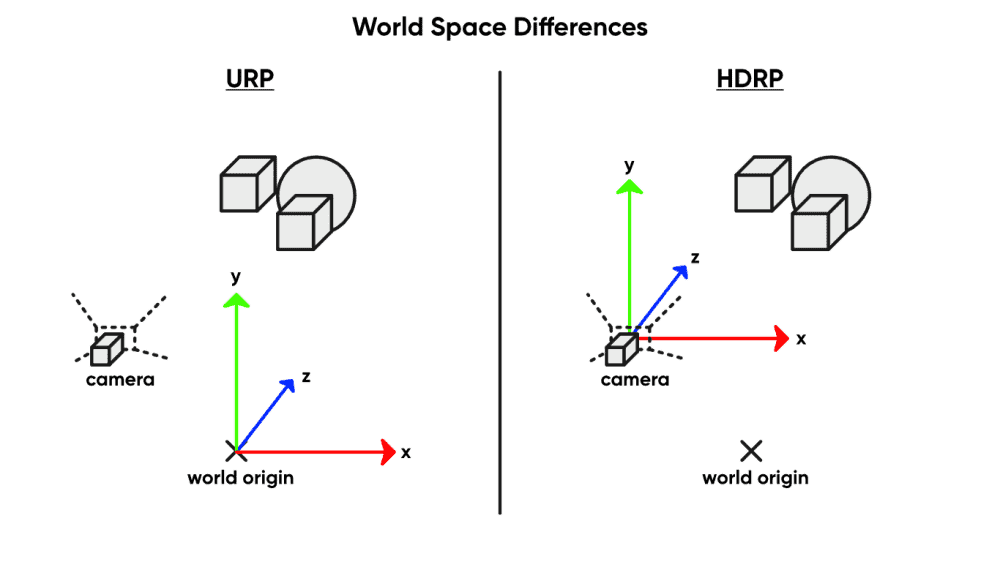 World Space Differences
URP
y
z
x
camera
world origin
HDRP
y
z
x
camera
world origin